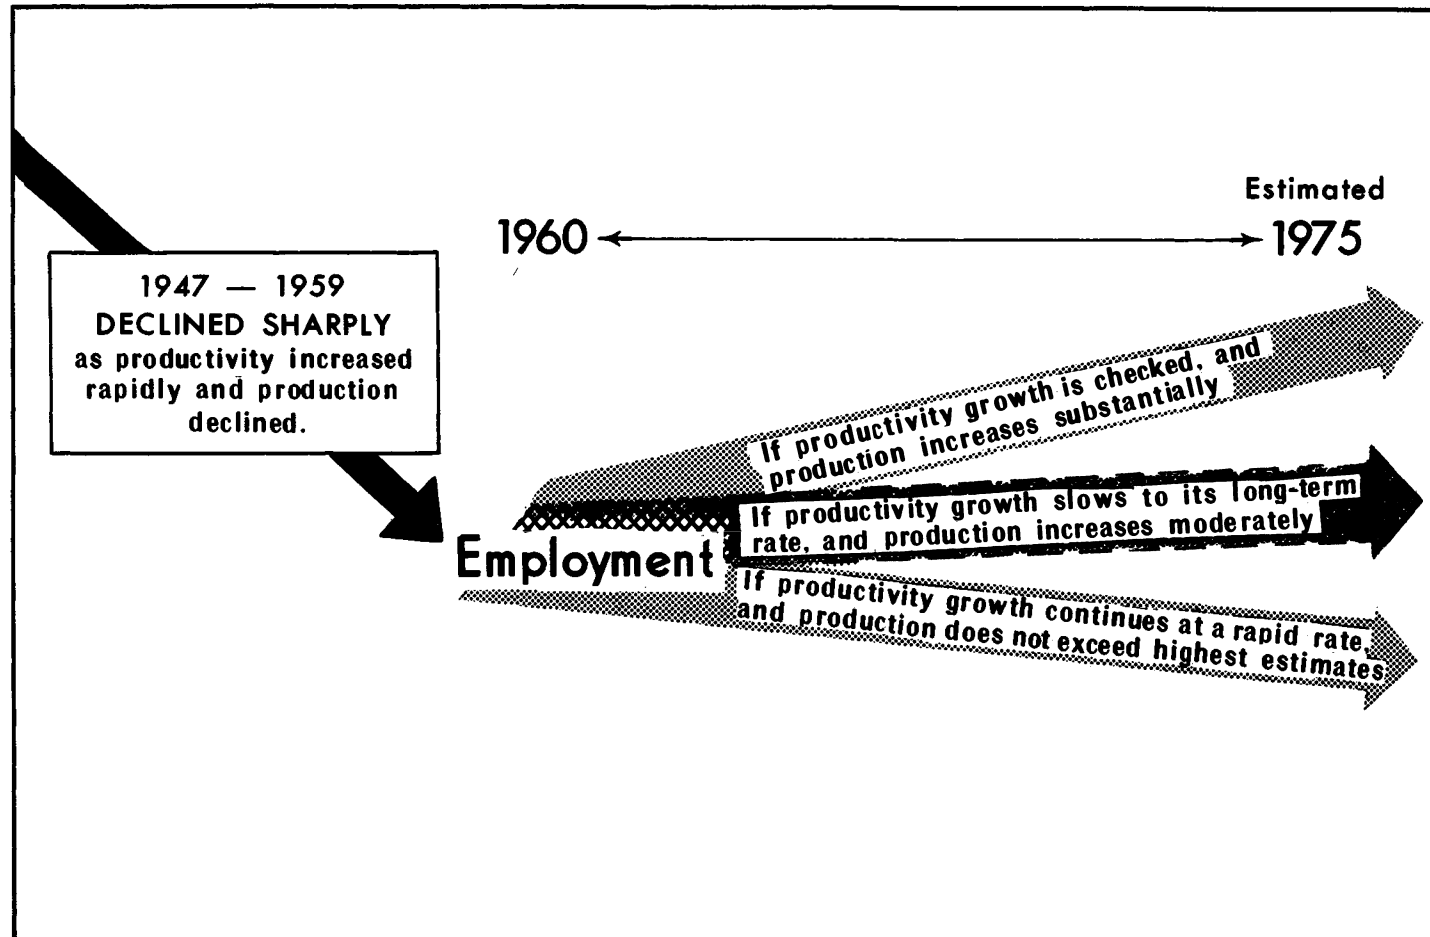 Estimated
1960
1975
1947 — 1959
DECLINED SHARPLY
as productivity increased
rapidly and production
declined.
If productivity growth is checked, and
production increases substantially
If productivity growth slows to its long-term
rate, and production increases moderately
Employment
If productivity growth continues at a rapid rate,
and production does not exceed highest estimates